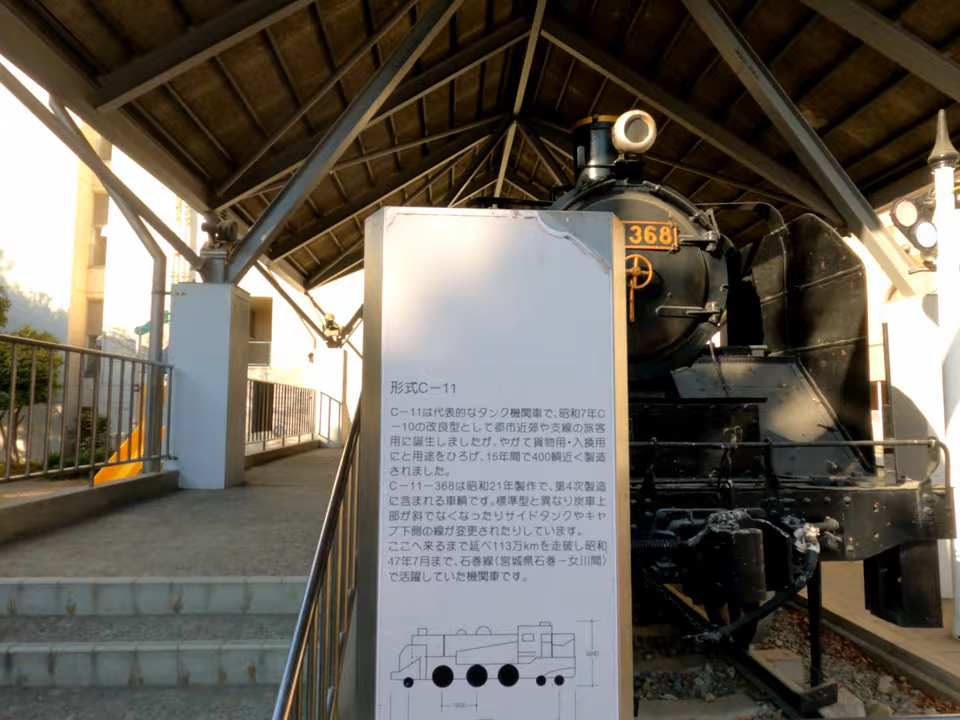 368
形式C－11
C－11は代表的なタンク機関車で、昭和7年C
－10の改良型として都市近郊や支線の旅客
用に誕生しましたが、やがて貨物用・入換用
にと用途をひろげ、15年間で400輌近く製造
されました。
C－11－368は昭和21年製作で、第4次製造
に含まれる車輌です。標準型と異なり炭車上
部が斜でなくなったりサイドタンクやキャ
ブ下側の線が変更されたりしています。
ここへ来るまで延べ113万kmを走破し昭和
47年7月まで、石巻線(宮城県石巻－女川間)
で活躍していた機関車です。
1900